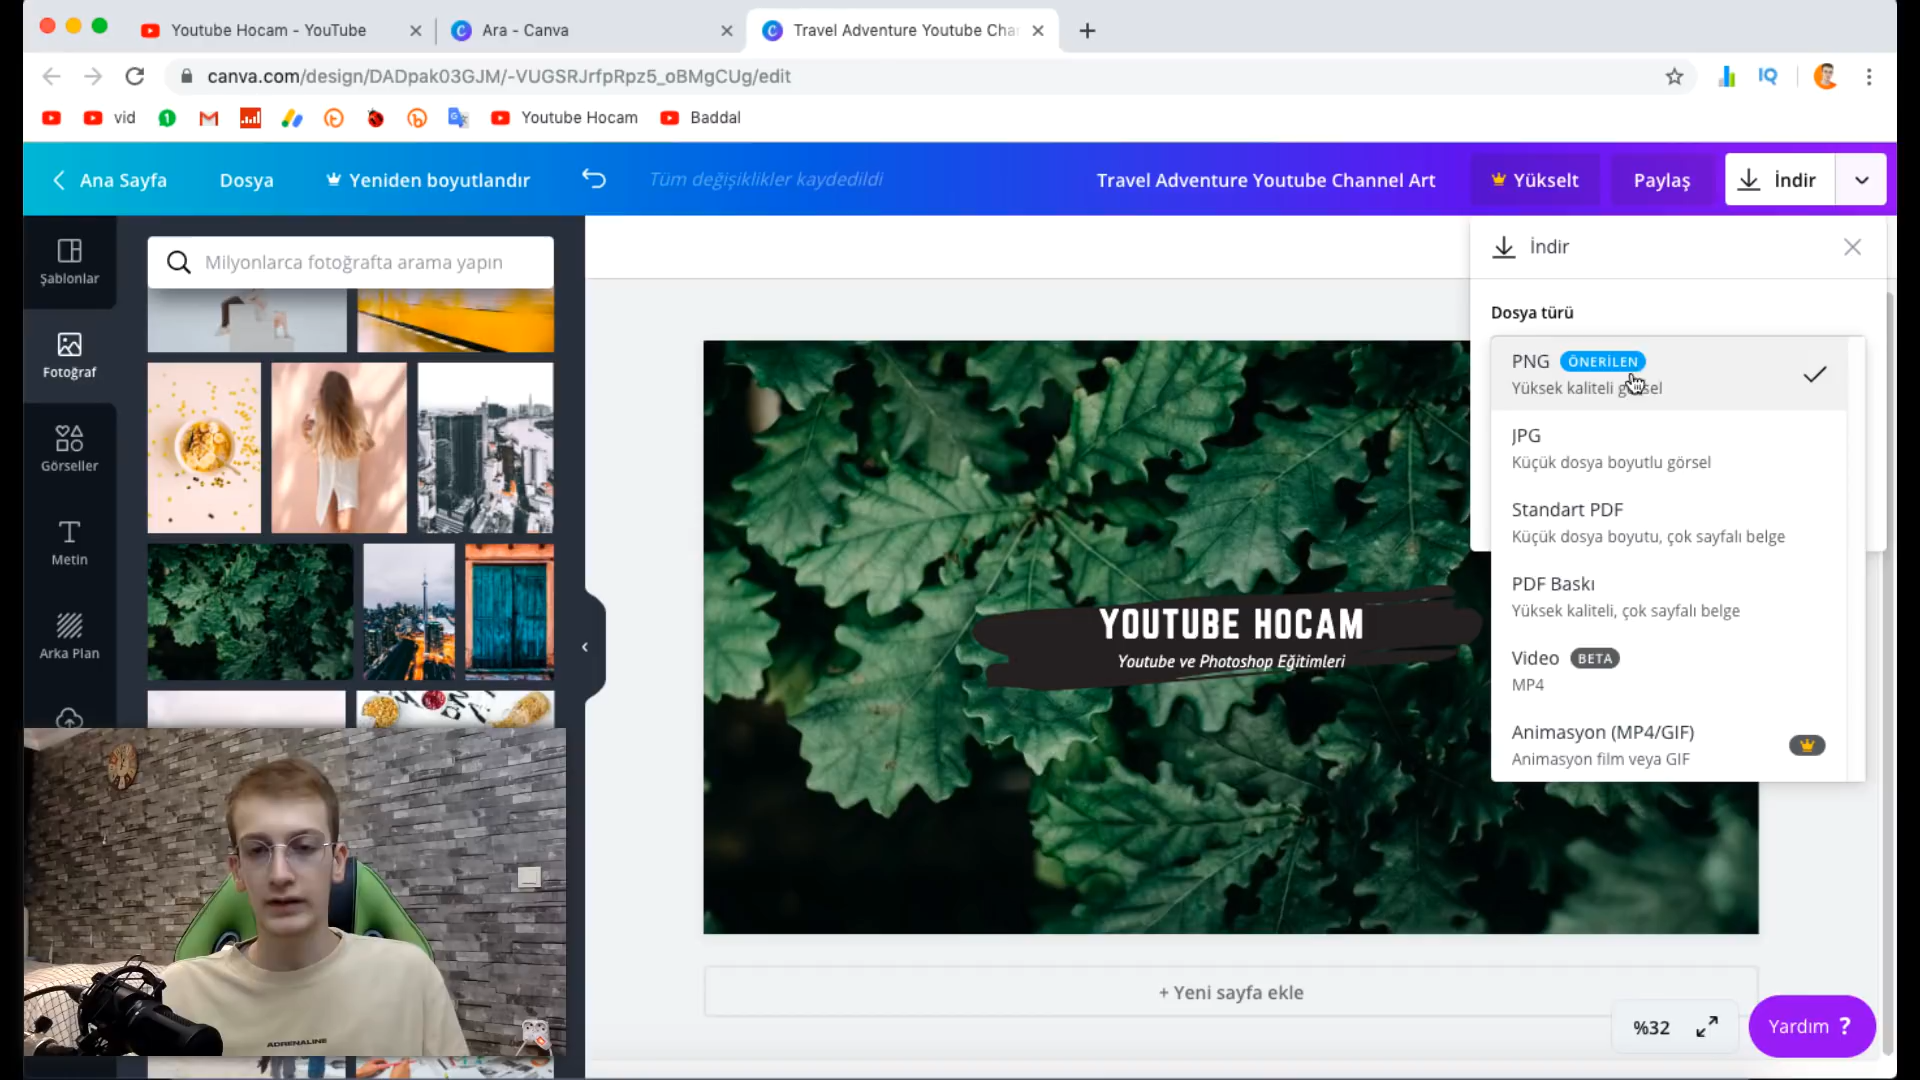 Youtube Hocam - YouTube
Ara - Canva
Travel Adventure Youtube Cha
canva.com/design/DADpak03GJM/-VUGSRJrfpRpz5_oBMgCUg/edit
IQ
vid
Youtube Hocam
Baddal
Ana Sayfa
Dosya
Yeniden boyutlandır
Tüm değişiklikler kaydedildi
Travel Adventure Youtube Channel Art
Yükselt
Paylaş
İndir
Şablonlar
Fotoğraf
Görseller
Metin
Arka Plan
Milyonlarca fotoğrafta arama yapın
İndir
Dosya türü
PNG ÖNERİLEN
Yüksek kaliteli görsel
JPG
Küçük dosya boyutlu görsel
Standart PDF
Küçük dosya boyutu, çok sayfalı belge
PDF Baskı
Yüksek kaliteli, çok sayfalı belge
Video BETA
MP4
Animasyon (MP4/GIF)
Animasyon film veya GIF
YOUTUBE HOCAM
Youtube ve Photoshop Eğitimleri
+ Yeni sayfa ekle
%32
Yardım ?
ADRENALINE